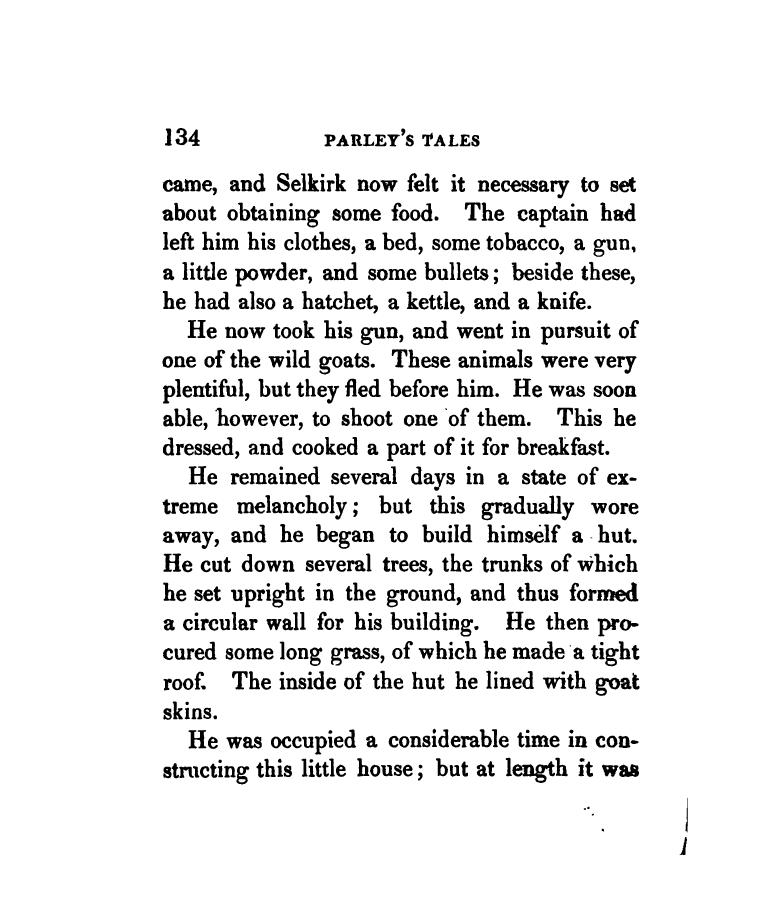 134 PARLEY'S TALES
came, and Selkirk now felt it necessary to set
about obtaining some food. The captain had
left him his clothes, a bed, some tobacco, a gun,
a little powder, and some bullets; beside these,
he had also a hatchet, a kettle, and a knife.
He now took his gun, and went in pursuit of
one of the wild goats. These animals were very
plentiful, but they fled before him. He was soon
able, however, to shoot one of them. This he
dressed, and cooked a part of it for breakfast.
He remained several days in a state of ex-
treme melancholy; but this gradually wore
away, and he began to build himself a hut.
He cut down several trees, the trunks of which
he set upright in the ground, and thus formed
a circular wall for his building. He then pro-
cured some long grass, of which he made a tight
roof. The inside of the hut he lined with goat
skins.
He was occupied a considerable time in con-
structing this little house; but at length it was